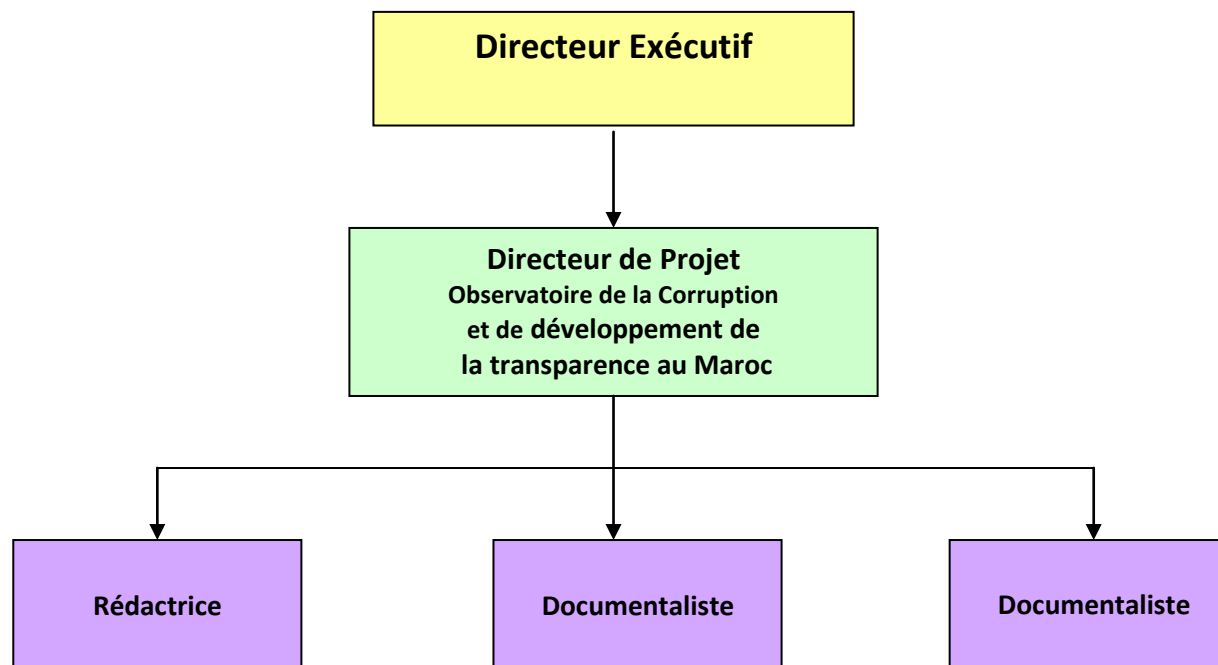 Directeur Exécutif
Directeur de Projet
Observatoire de la Corruption
et de développement de
la transparence au Maroc
Rédactrice
Documentaliste
Documentaliste